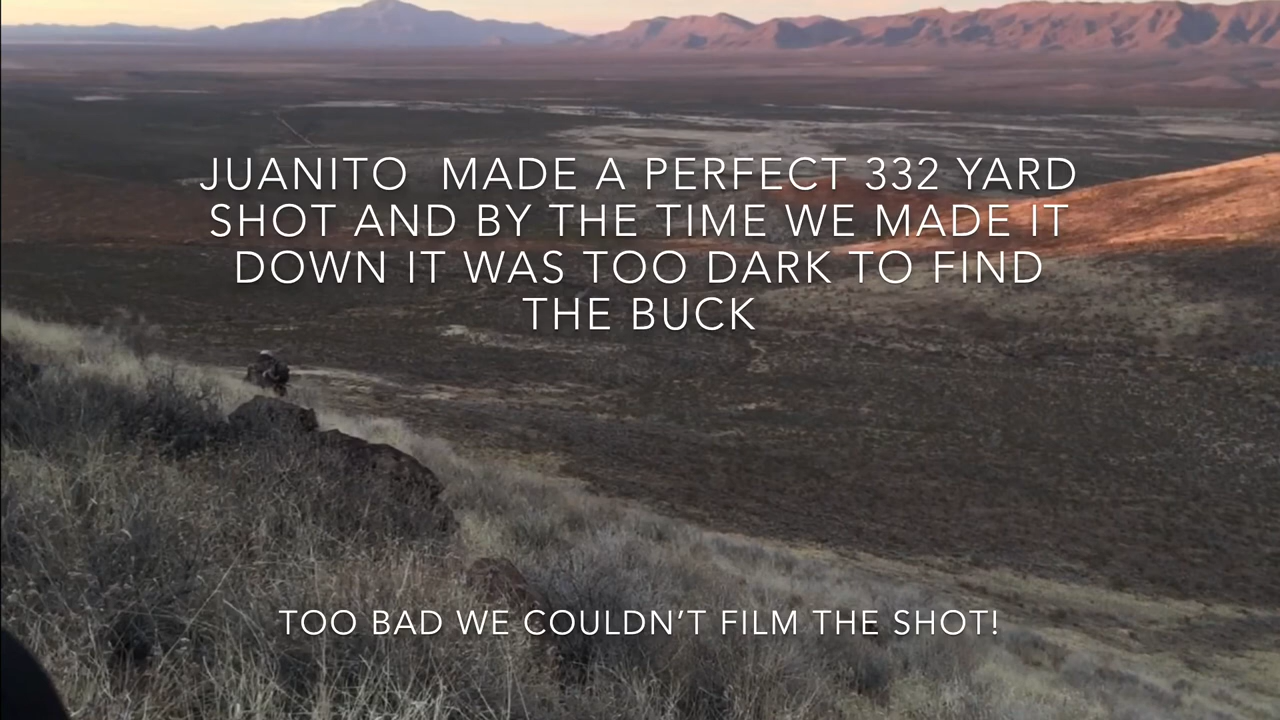 JUANITO  MADE A PERFECT 332 YARD
SHOT AND BY THE TIME WE MADE IT
DOWN IT WAS TOO DARK TO FIND
THE BUCK
TOO BAD WE COULDN’T FILM THE SHOT!